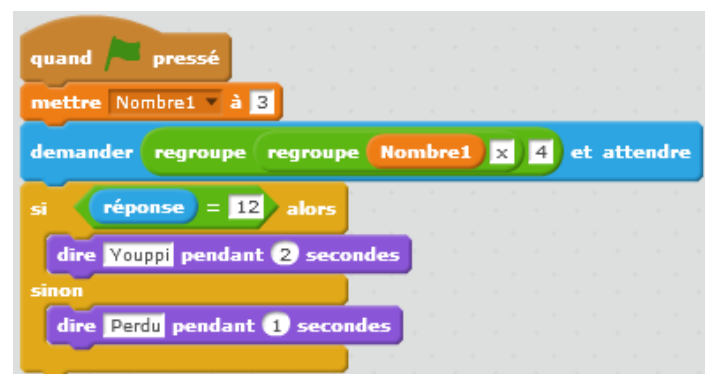 quand pressé
mettre Nombre1 à 3
demander regroupe regroupe Nombre1 x 4 et attendre
si réponse = 12 alors
dire Youppi pendant 2 secondes
sinon
dire Perdu pendant 1 secondes